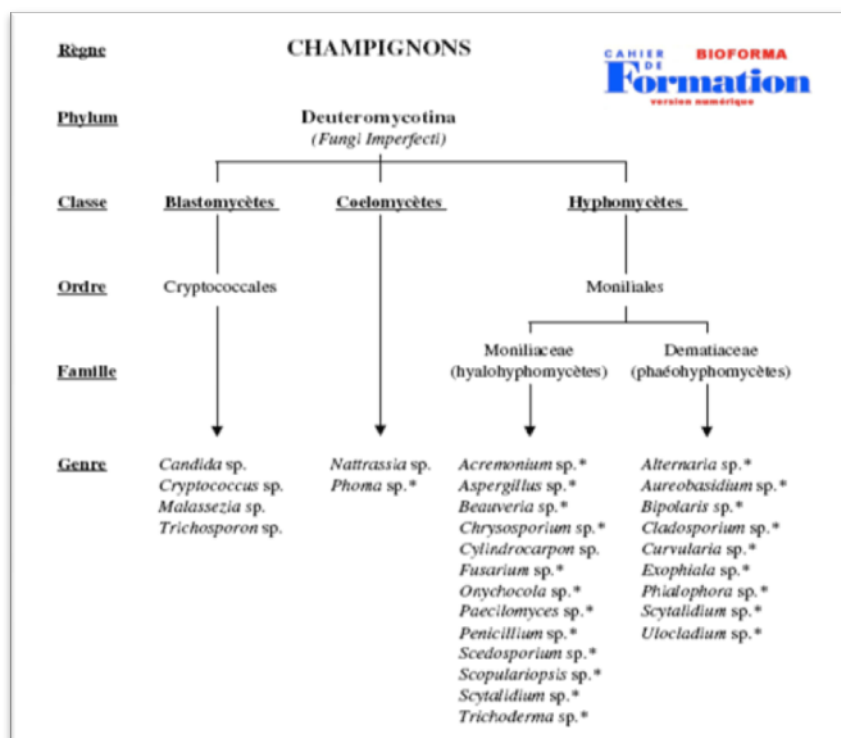 Règne CHAMPIGNONS
CAHIER DE Formation BIOFORMA
version numérique
Phylum Deuteromycotina
(Fungi Imperfecti)
Classe Blastomycètes Coelomycètes Hyphomycètes
Ordre Cryptococcales Moniliales
Moniliaceae Dematiaceae
Famille (hyalohyphomycètes) (phaéohyphomycètes)
Genre Candida sp. Nattrassia sp. Acremonium sp.* Alternaria sp.*
Cryptococcus sp. Phoma sp.* Aspergillus sp.* Aureobasidium sp.*
Malassezia sp. Beauveria sp.* Bipolaris sp.*
Trichosporon sp. Chrysosporium sp.* Cladosporium sp.*
Cylindrocarpon sp. Curvularia sp.*
Fusarium sp.* Exophiala sp.*
Onychocola sp.* Phialophora sp.*
Paecilomyces sp.* Scytalidium sp.*
Penicillium sp.* Ulocladium sp.*
Scedosporium sp.*
Scopulariopsis sp.*
Scytalidium sp.*
Trichoderma sp.*